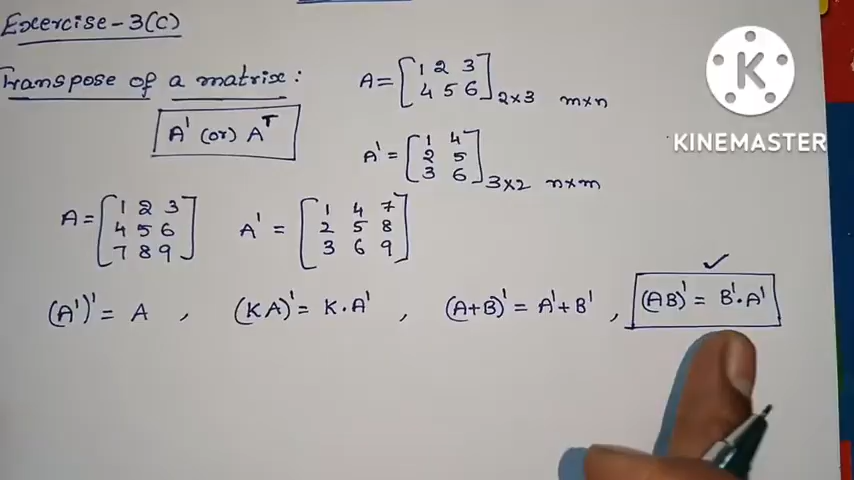 Exercise-3(c)
Transpose of a matrix:
A' (or) A^T
A = [1 2 3
4 5 6] 2×3 m×n
A' = [1 4
2 5
3 6] 3×2 n×m
A = [1 2 3
4 5 6
7 8 9]
A' = [1 4 7
2 5 8
3 6 9]
(A')' = A , (KA)' = K.A' , (A+B)' = A'+B' , (AB)' = B'.A'
K
KINEMASTER